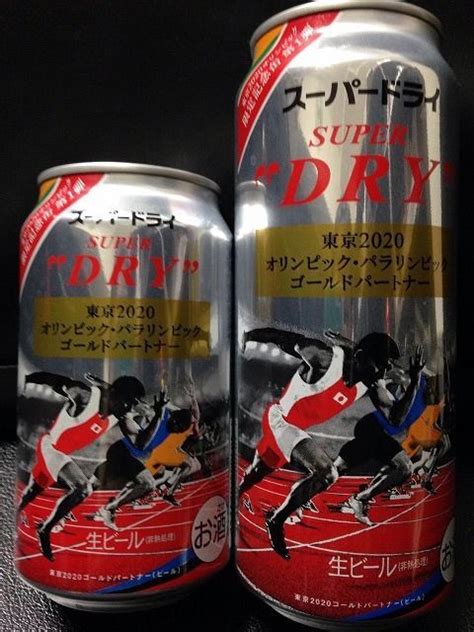 スーパードライ
SUPER
"DRY"
東京2020
オリンピック・パラリンピック
ゴールドパートナー
生ビール(非熱処理)
お酒
東京2020ゴールドパートナー(ビール)
スーパードライ
SUPER
"DRY"
東京2020
オリンピック・パラリンピック
ゴールドパートナー
生ビール(非熱処理)
お酒
東京2020ゴールドパートナー(ビール)